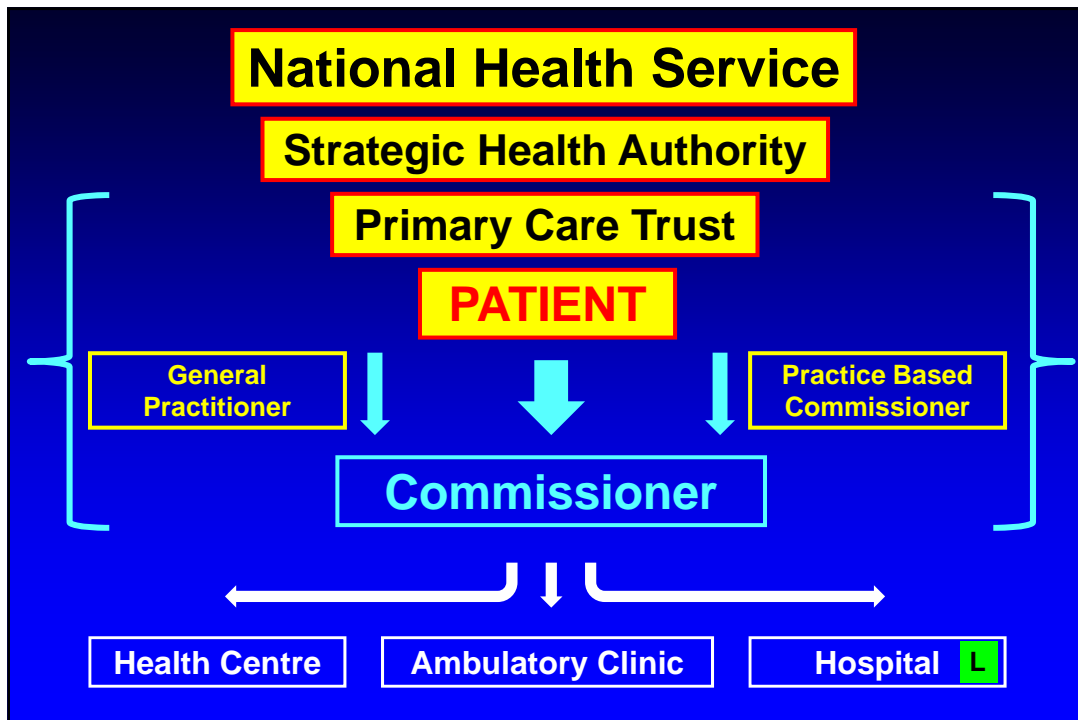 National Health Service
Strategic Health Authority
Primary Care Trust
PATIENT
General
Practitioner
Practice Based
Commissioner
Commissioner
Health Centre
Ambulatory Clinic
Hospital L